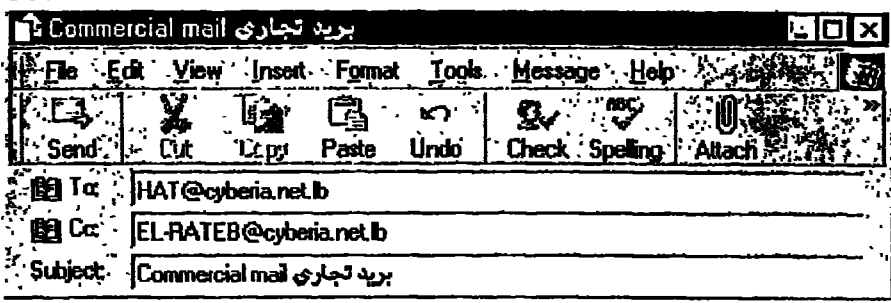 Commercial mail بريد تجاري
File Edit View Insert Format Tools Message Help
Send Cut Copy Paste Undo Check Spelling Attach
To: HAT@cyberia.net.lb
Cc: EL-RATEB@cyberia.net.lb
Subject: Commercial mail بريد تجاري